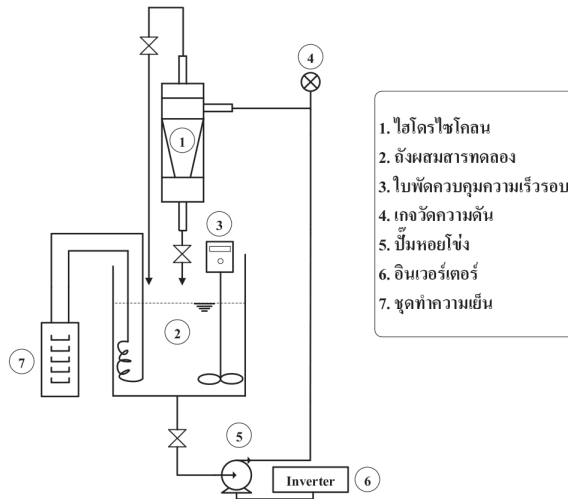 4
1. ไฮโดรไซโคลน
2. ถังผสมสารทดลอง
3. ใบพัดควบคุมความเร็วรอบ
4. เกจวัดความดัน
5. ปั๊มหอยโข่ง
6. อินเวอร์เตอร์
7. ชุดทำความเย็น
1
3
2
7
5
Inverter
6